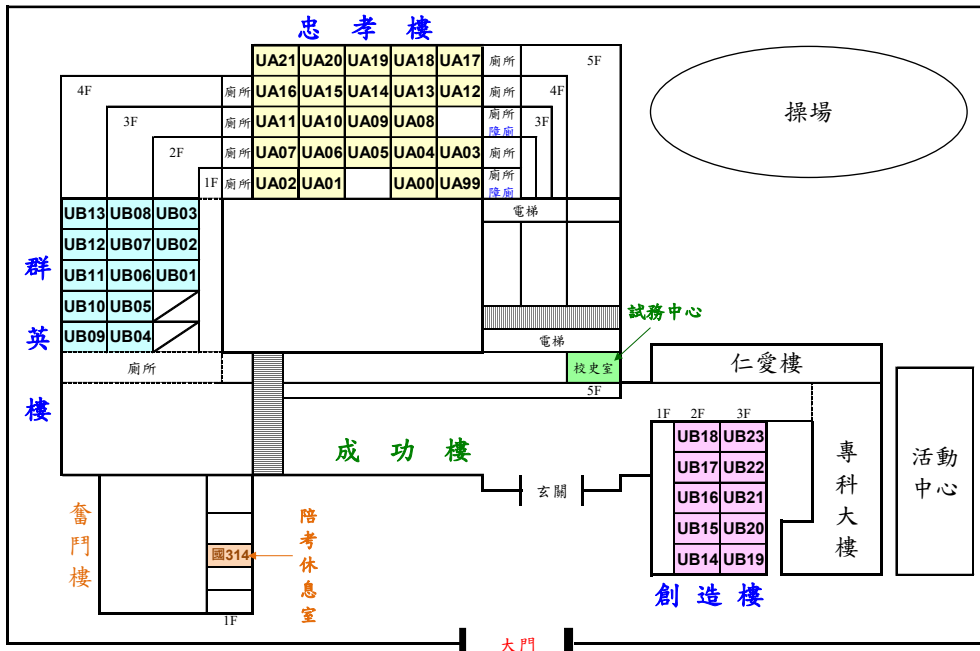 忠孝樓
UA21 UA20 UA19 UA18 UA17 廁所 5F
4F 廁所 UA16 UA15 UA14 UA13 UA12 廁所 4F
操場
3F 廁所 UA11 UA10 UA09 UA08 廁所 障廁 3F
2F 廁所 UA07 UA06 UA05 UA04 UA03 廁所
1F 廁所 UA02 UA01 UA00 UA99 廁所 障廁
UB13 UB08 UB03 電梯
UB12 UB07 UB02
UB11 UB06 UB01
UB10 UB05
UB09 UB04
群英樓
試務中心
電梯
廁所
校史室
5F
仁愛樓
成功樓
玄關
1F 2F 3F
UB18 UB23
UB17 UB22
UB16 UB21
UB15 UB20
UB14 UB19
創造樓
專科大樓
活動中心
奮鬥樓
國314
陪考休息室
1F
大門